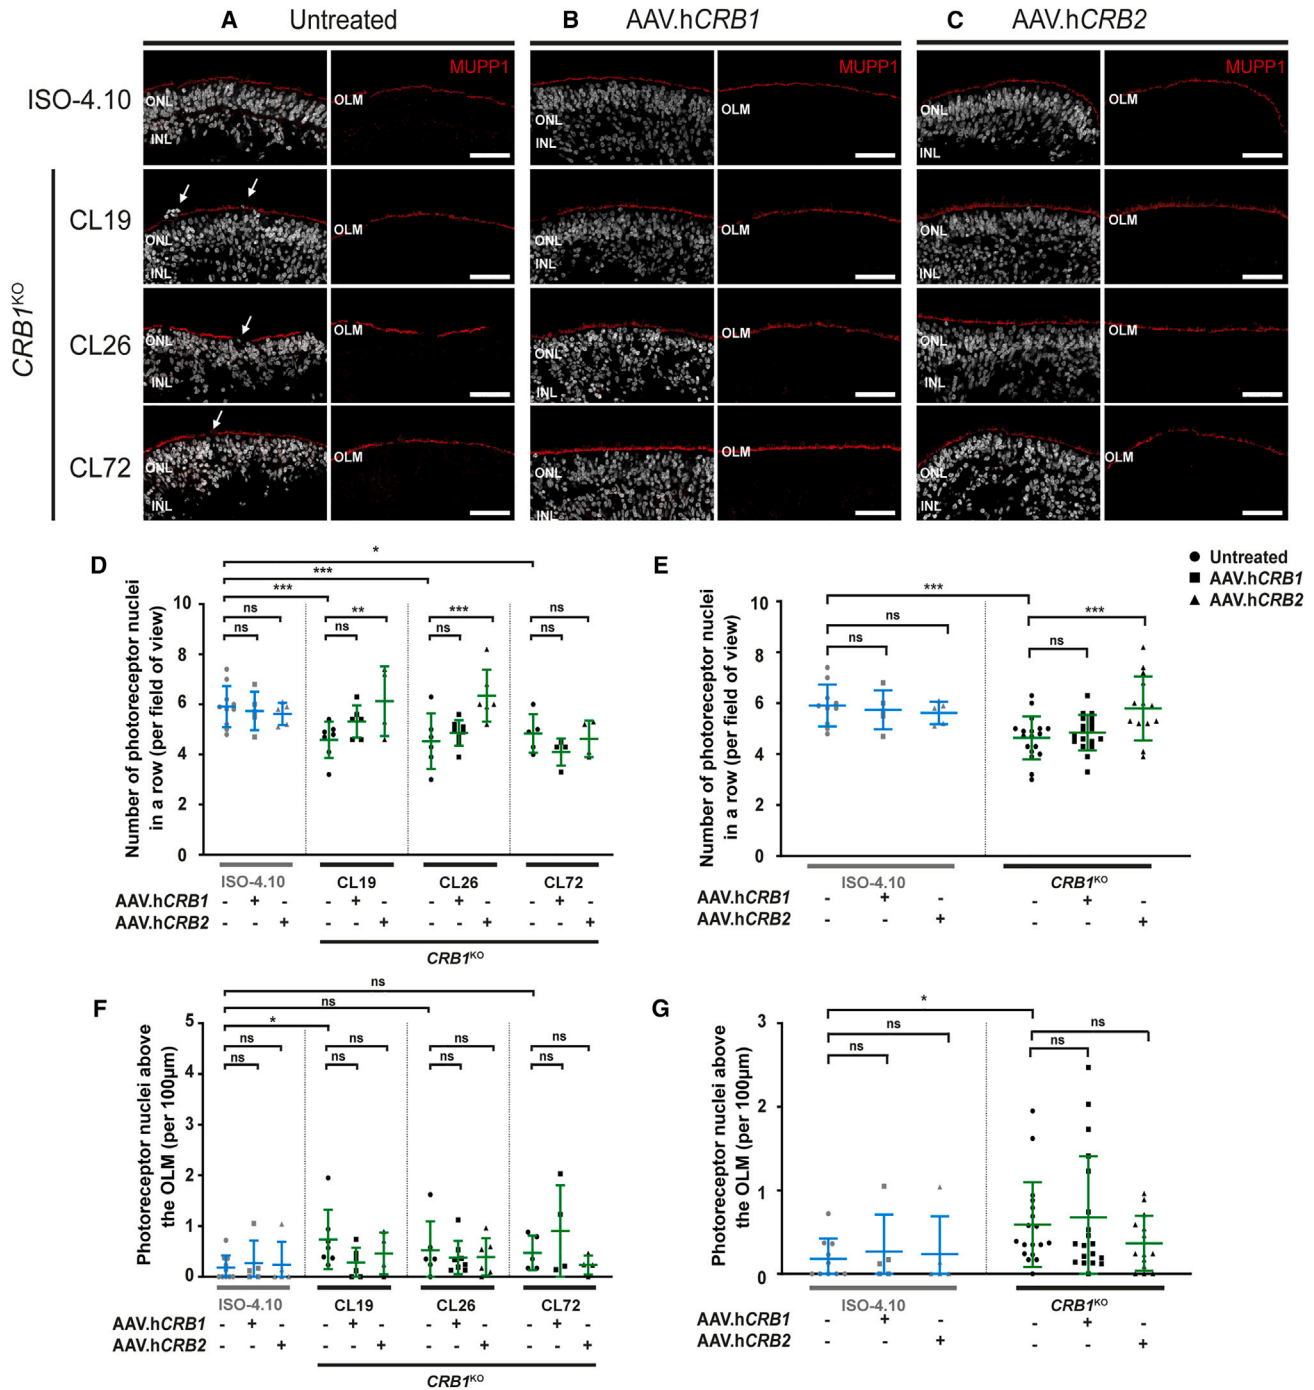 A Untreated B AAV.hCRB1 C AAV.hCRB2
MUPP1 MUPP1 MUPP1
ISO-4.10
ONL OLM ONL OLM ONL OLM
INL INL INL
CRB1KO
CL19
ONL OLM ONL OLM ONL OLM
INL INL INL
CL26
ONL OLM ONL OLM ONL OLM
INL INL INL
CL72
ONL OLM ONL OLM ONL OLM
INL INL INL
D
Number of photoreceptor nuclei
in a row (per field of view)
10
8
6
4
2
0
*
***
***
ns ** *** ns
ns ns ns ns
ISO-4.10 CL19 CL26 CL72
AAV.hCRB1 - + - - + - - + - - + -
AAV.hCRB2 - - + - - + - - + - - +
CRB1KO
E
Number of photoreceptor nuclei
in a row (per field of view)
10
8
6
4
2
0
***
ns ***
ns ns
● Untreated
■ AAV.hCRB1
▲ AAV.hCRB2
ISO-4.10 CRB1KO
AAV.hCRB1 - + - - + -
AAV.hCRB2 - - + - - +
F
Photoreceptor nuclei above
the OLM (per 100µm)
5
4
3
2
1
0
ns
ns
*
ns ns ns ns
ns ns ns ns
ISO-4.10 CL19 CL26 CL72
AAV.hCRB1 - + - - + - - + - - + -
AAV.hCRB2 - - + - - + - - + - - +
CRB1KO
G
Photoreceptor nuclei above
the OLM (per 100µm)
3
2
1
0
*
ns ns
ns ns
ISO-4.10 CRB1KO
AAV.hCRB1 - + - - + -
AAV.hCRB2 - - + - - +